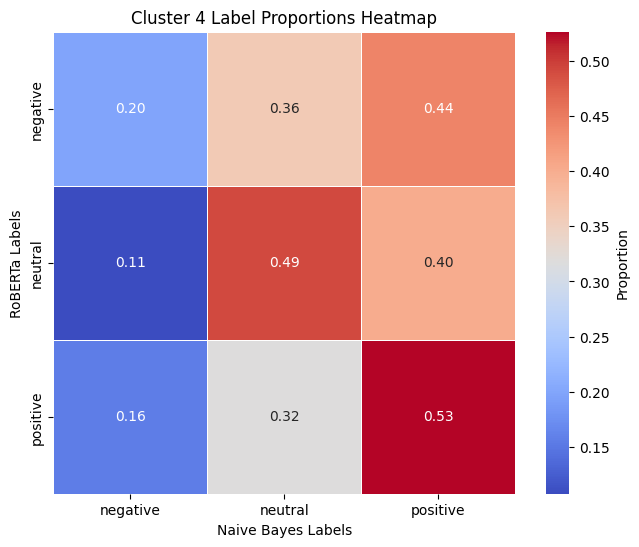 Cluster 4 Label Proportions Heatmap
RoBERTa Labels
negative
neutral
positive
0.20 0.36 0.44
0.11 0.49 0.40
0.16 0.32 0.53
negative neutral positive
Naive Bayes Labels
0.50
0.45
0.40
0.35
0.30
0.25
0.20
0.15
Proportion